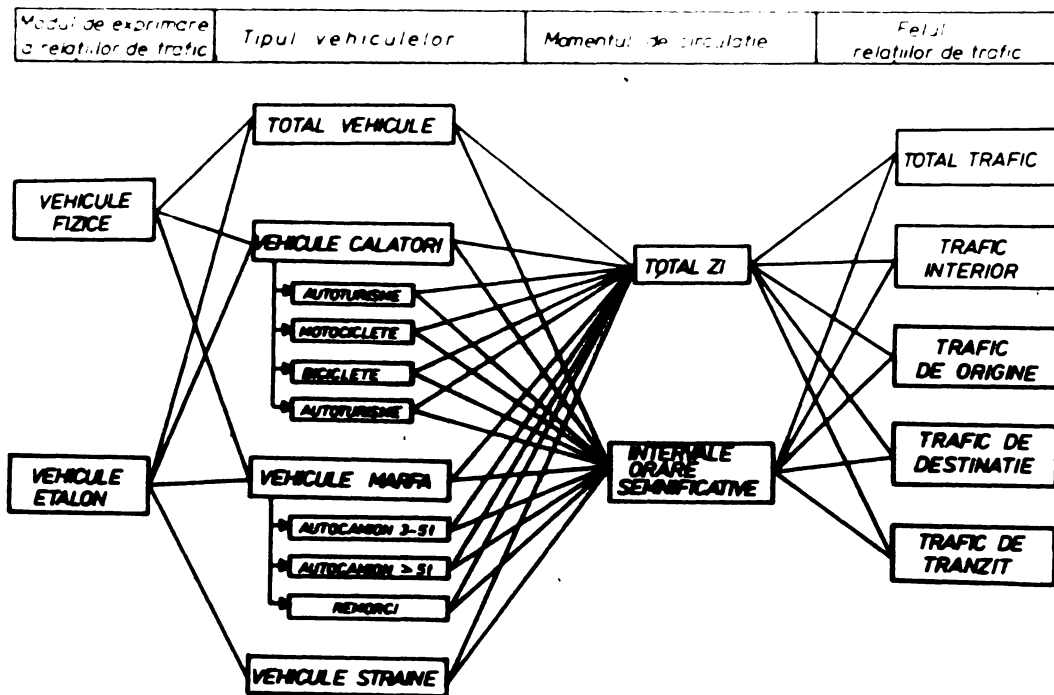 Modul de exprimare
a relațiilor de trafic
Tipul vehiculelor
Momentul de circulatie
Felul
relațiilor de trafic
TOTAL VEHICULE
VEHICULE
FIZICE
VEHICULE CALATORI
AUTOTURISME
MOTOCICLETE
BICICLETE
AUTOTURISME
VEHICULE
ETALON
VEHICULE MARFA
AUTOCAMION 3-5t
AUTOCAMION > 5t
REMORCI
VEHICULE STRAINE
TOTAL ZI
INTERVALE
ORARE
SEMNIFICATIVE
TOTAL TRAFIC
TRAFIC
INTERIOR
TRAFIC
DE ORIGINE
TRAFIC DE
DESTINATIE
TRAFIC DE
TRANZIT